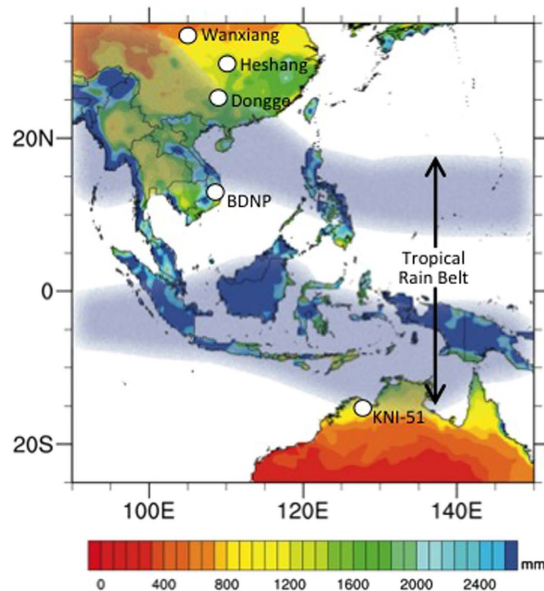 Wanxiang
Heshang
Dongge
20N
BDNP
Tropical
Rain Belt
0
KNI-51
20S
100E 120E 140E
mm
0 400 800 1200 1600 2000 2400